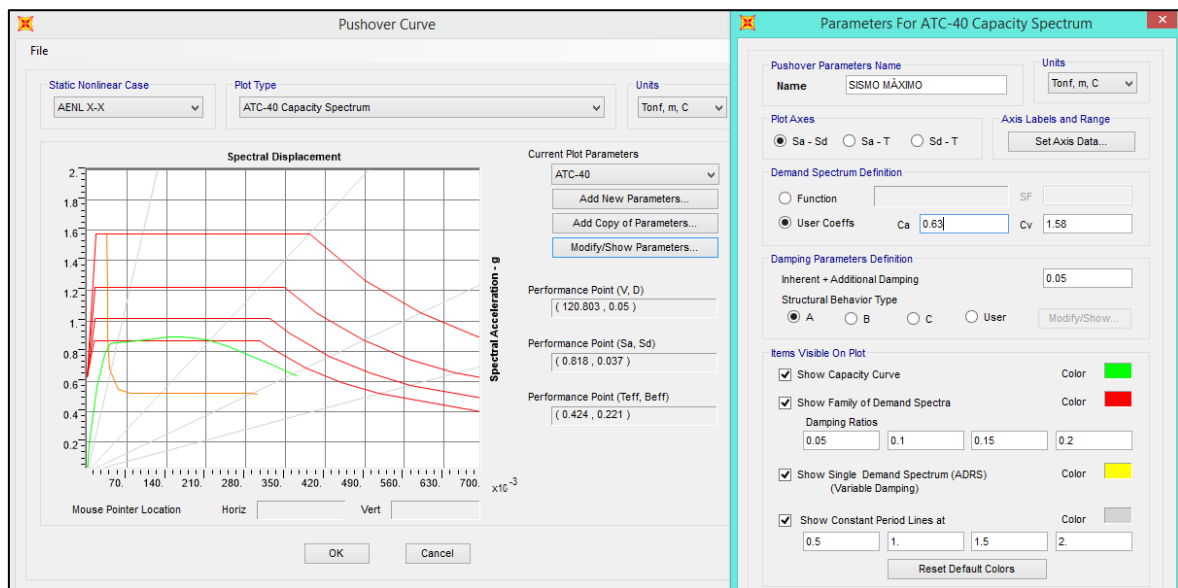 Pushover Curve
File
Static Nonlinear Case
AENL X-X
Plot Type
ATC-40 Capacity Spectrum
Units
Tonf, m, C
Spectral Displacement
2.
1.8
1.6
1.4
1.2
1.
0.8
0.6
0.4
0.2
70. 140. 210. 280. 350. 420. 490. 560. 630. 700. x10 -3
Spectral Acceleration - g
Mouse Pointer Location Horiz Vert
Current Plot Parameters
ATC-40
Add New Parameters...
Add Copy of Parameters...
Modify/Show Parameters...
Performance Point (V, D)
( 120.803 , 0.05 )
Performance Point (Sa, Sd)
( 0.818 , 0.037 )
Performance Point (Teff, Beff)
( 0.424 , 0.221 )
OK Cancel
Parameters For ATC-40 Capacity Spectrum
Pushover Parameters Name
Name SISMO MÀXIMO
Units
Tonf, m, C
Plot Axes
Sa - Sd Sa - T Sd - T
Axis Labels and Range
Set Axis Data...
Demand Spectrum Definition
Function SF
User Coeffs Ca 0.63 Cv 1.58
Damping Parameters Definition
Inherent + Additional Damping 0.05
Structural Behavior Type
A B C User Modify/Show...
Items Visible On Plot
Show Capacity Curve Color
Show Family of Demand Spectra Color
Damping Ratios
0.05 0.1 0.15 0.2
Show Single Demand Spectrum (ADRS) Color
(Variable Damping)
Show Constant Period Lines at Color
0.5 1. 1.5 2.
Reset Default Colors